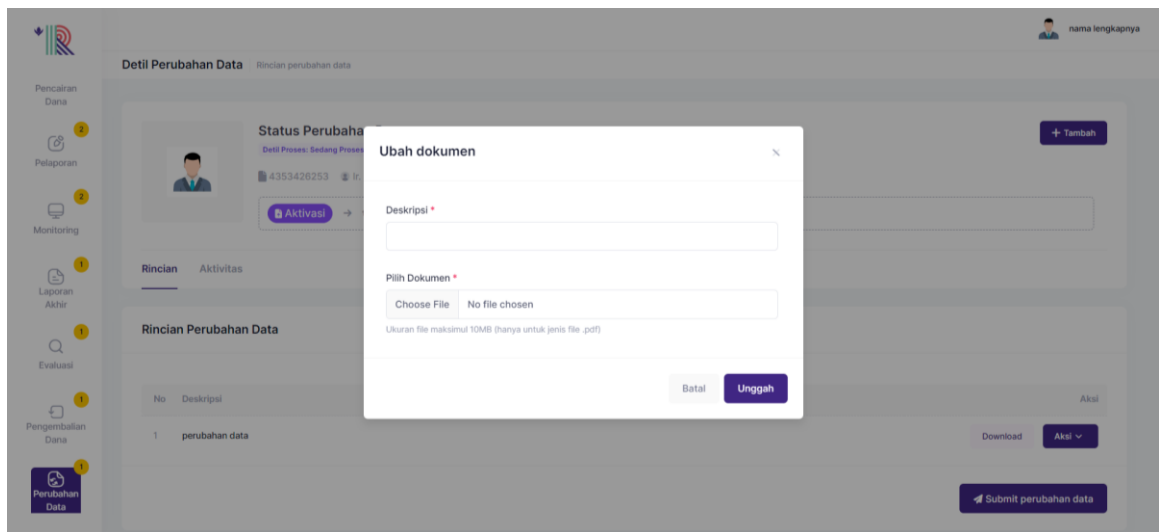 nama lengkapnya
Detil Perubahan Data Rincian perubahan data
Pencairan
Dana
2
Pelaporan
2
Monitoring
1
Laporan
Akhir
1
Evaluasi
1
Pengembalian
Dana
1
Perubahan
Data
Status Perubaha
Detil Proses: Sedang Proses
4353426253 Ir.
Aktivasi →
+ Tambah
Rincian Aktivitas
Rincian Perubahan Data
No Deskripsi Aksi
1 perubahan data Download Aksi
Submit perubahan data
Ubah dokumen
Deskripsi *
Pilih Dokumen *
Choose File No file chosen
Ukuran file maksimul 10MB (hanya untuk jenis file .pdf)
Batal Unggah